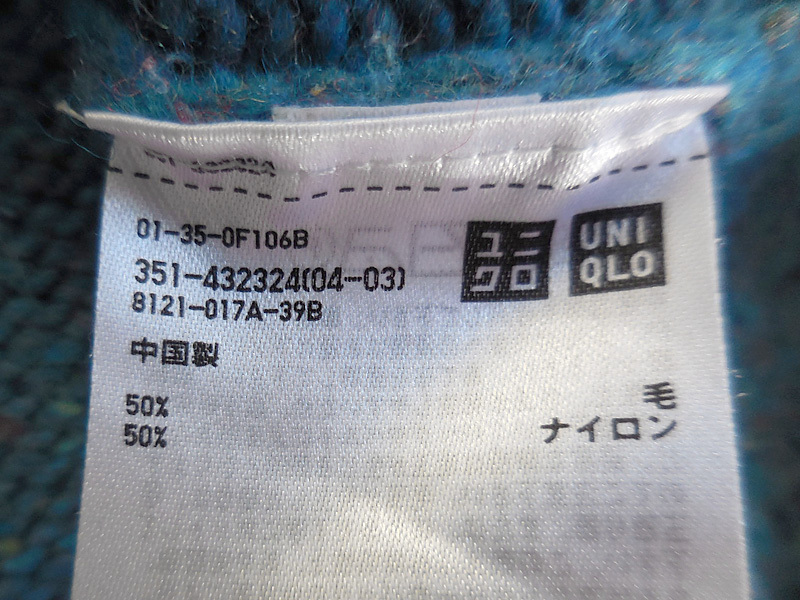 01-35-0F106B
351-432324(04-03)
8121-017A-39B
ユニ
クロ
UNI
QLO
中国製
50% 毛
50% ナイロン